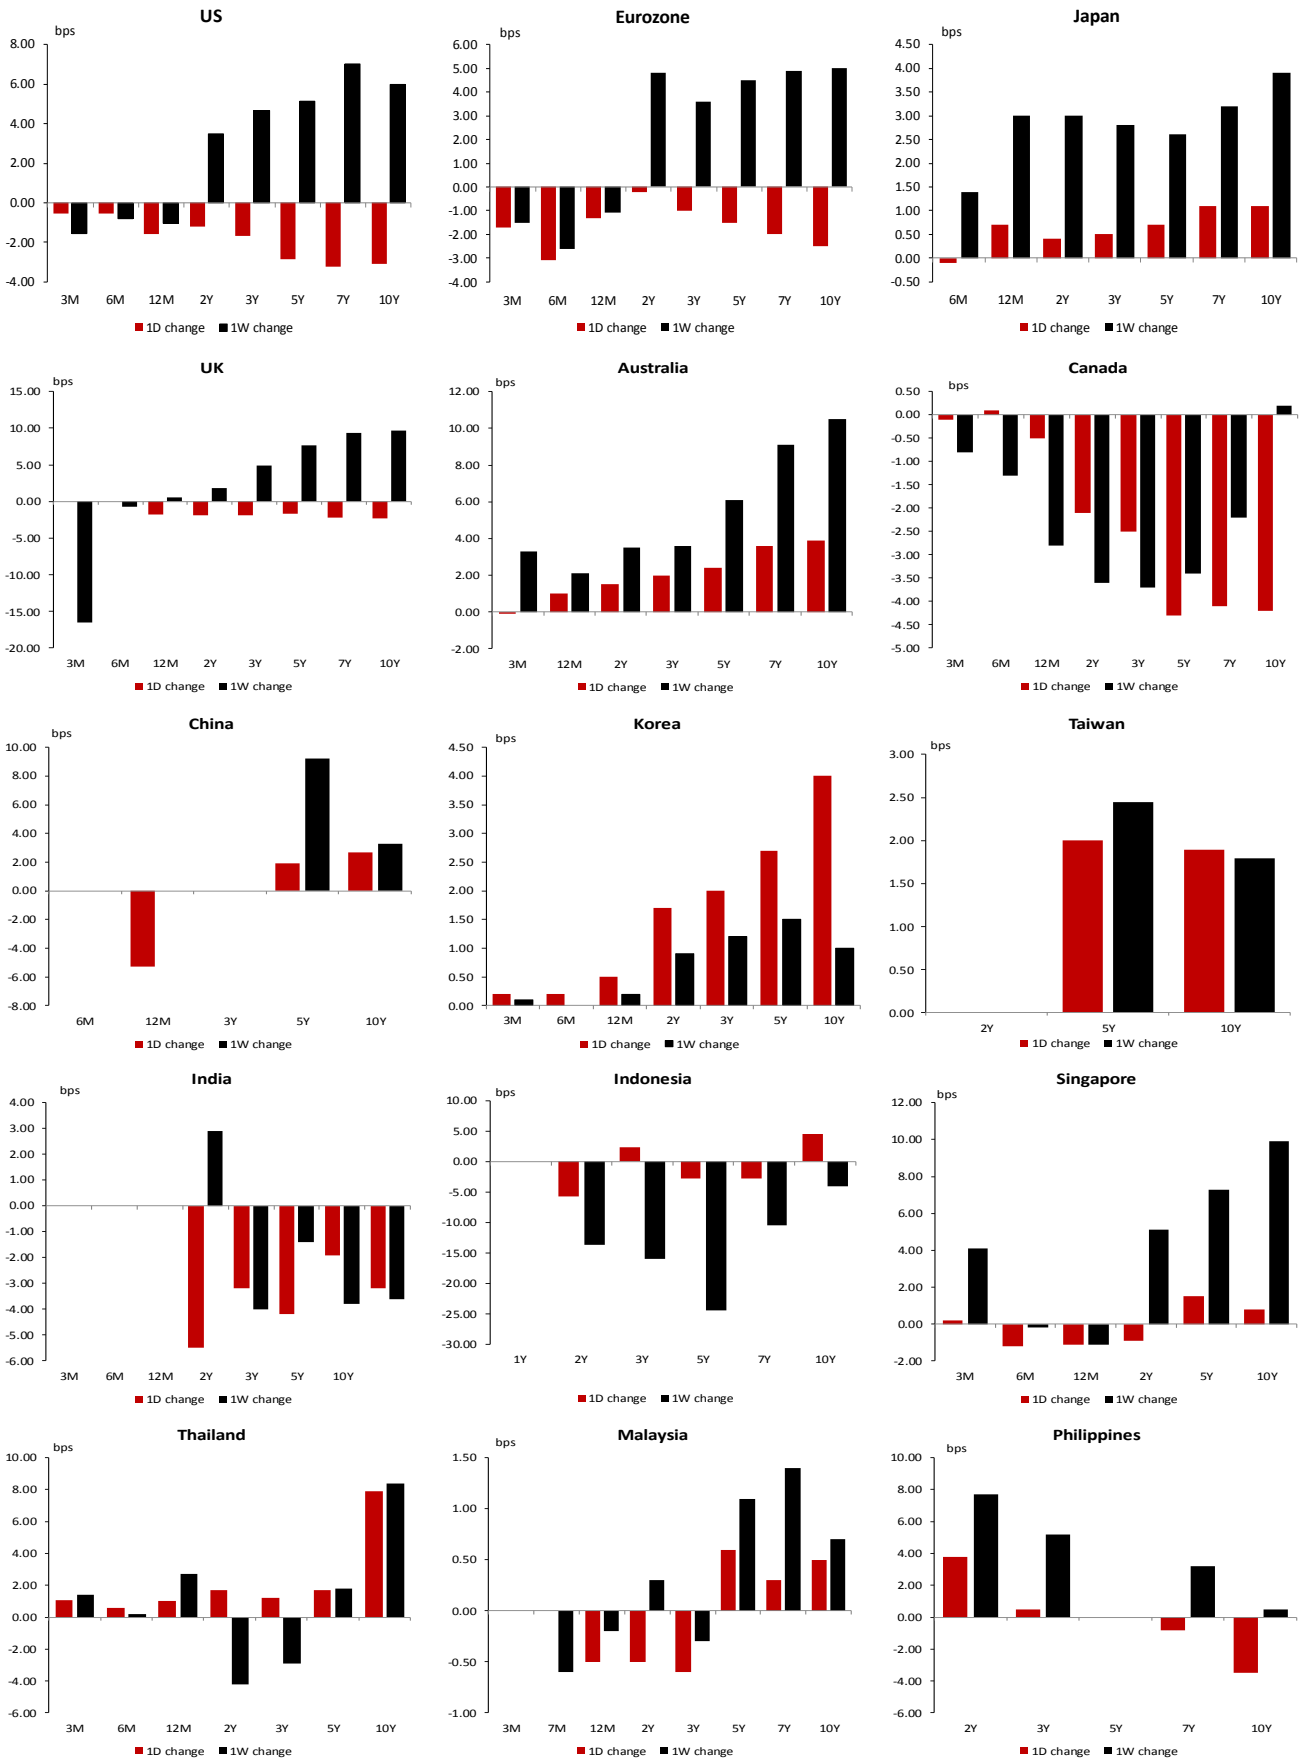 US
bps
8.00
6.00
4.00
2.00
0.00
-2.00
-4.00
3M 6M 12M 2Y 3Y 5Y 7Y 10Y
1D change 1W change
Eurozone
bps
6.00
5.00
4.00
3.00
2.00
1.00
0.00
-1.00
-2.00
-3.00
-4.00
3M 6M 12M 2Y 3Y 5Y 7Y 10Y
1D change 1W change
Japan
bps
4.50
4.00
3.50
3.00
2.50
2.00
1.50
1.00
0.50
0.00
-0.50
6M 12M 2Y 3Y 5Y 7Y 10Y
1D change 1W change
UK
bps
15.00
10.00
5.00
0.00
-5.00
-10.00
-15.00
-20.00
3M 6M 12M 2Y 3Y 5Y 7Y 10Y
1D change 1W change
Australia
bps
12.00
10.00
8.00
6.00
4.00
2.00
0.00
-2.00
3M 12M 2Y 3Y 5Y 7Y 10Y
1D change 1W change
Canada
bps
0.50
0.00
-0.50
-1.00
-1.50
-2.00
-2.50
-3.00
-3.50
-4.00
-4.50
-5.00
3M 6M 12M 2Y 3Y 5Y 7Y 10Y
1D change 1W change
China
bps
10.00
8.00
6.00
4.00
2.00
0.00
-2.00
-4.00
-6.00
-8.00
6M 12M 3Y 5Y 10Y
1D change 1W change
Korea
bps
4.50
4.00
3.50
3.00
2.50
2.00
1.50
1.00
0.50
0.00
3M 6M 12M 2Y 3Y 5Y 10Y
1D change 1W change
Taiwan
bps
3.00
2.50
2.00
1.50
1.00
0.50
0.00
2Y 5Y 10Y
1D change 1W change
India
bps
4.00
3.00
2.00
1.00
0.00
-1.00
-2.00
-3.00
-4.00
-5.00
-6.00
3M 6M 12M 2Y 3Y 5Y 10Y
1D change 1W change
Indonesia
bps
10.00
5.00
0.00
-5.00
-10.00
-15.00
-20.00
-25.00
-30.00
1Y 2Y 3Y 5Y 7Y 10Y
1D change 1W change
Singapore
bps
12.00
10.00
8.00
6.00
4.00
2.00
0.00
-2.00
3M 6M 12M 2Y 5Y 10Y
1D change 1W change
Thailand
bps
10.00
8.00
6.00
4.00
2.00
0.00
-2.00
-4.00
-6.00
3M 6M 12M 2Y 3Y 5Y 10Y
1D change 1W change
Malaysia
bps
1.50
1.00
0.50
0.00
-0.50
-1.00
3M 7M 12M 2Y 3Y 5Y 7Y 10Y
1D change 1W change
Philippines
bps
10.00
8.00
6.00
4.00
2.00
0.00
-2.00
-4.00
-6.00
2Y 3Y 5Y 7Y 10Y
1D change 1W change